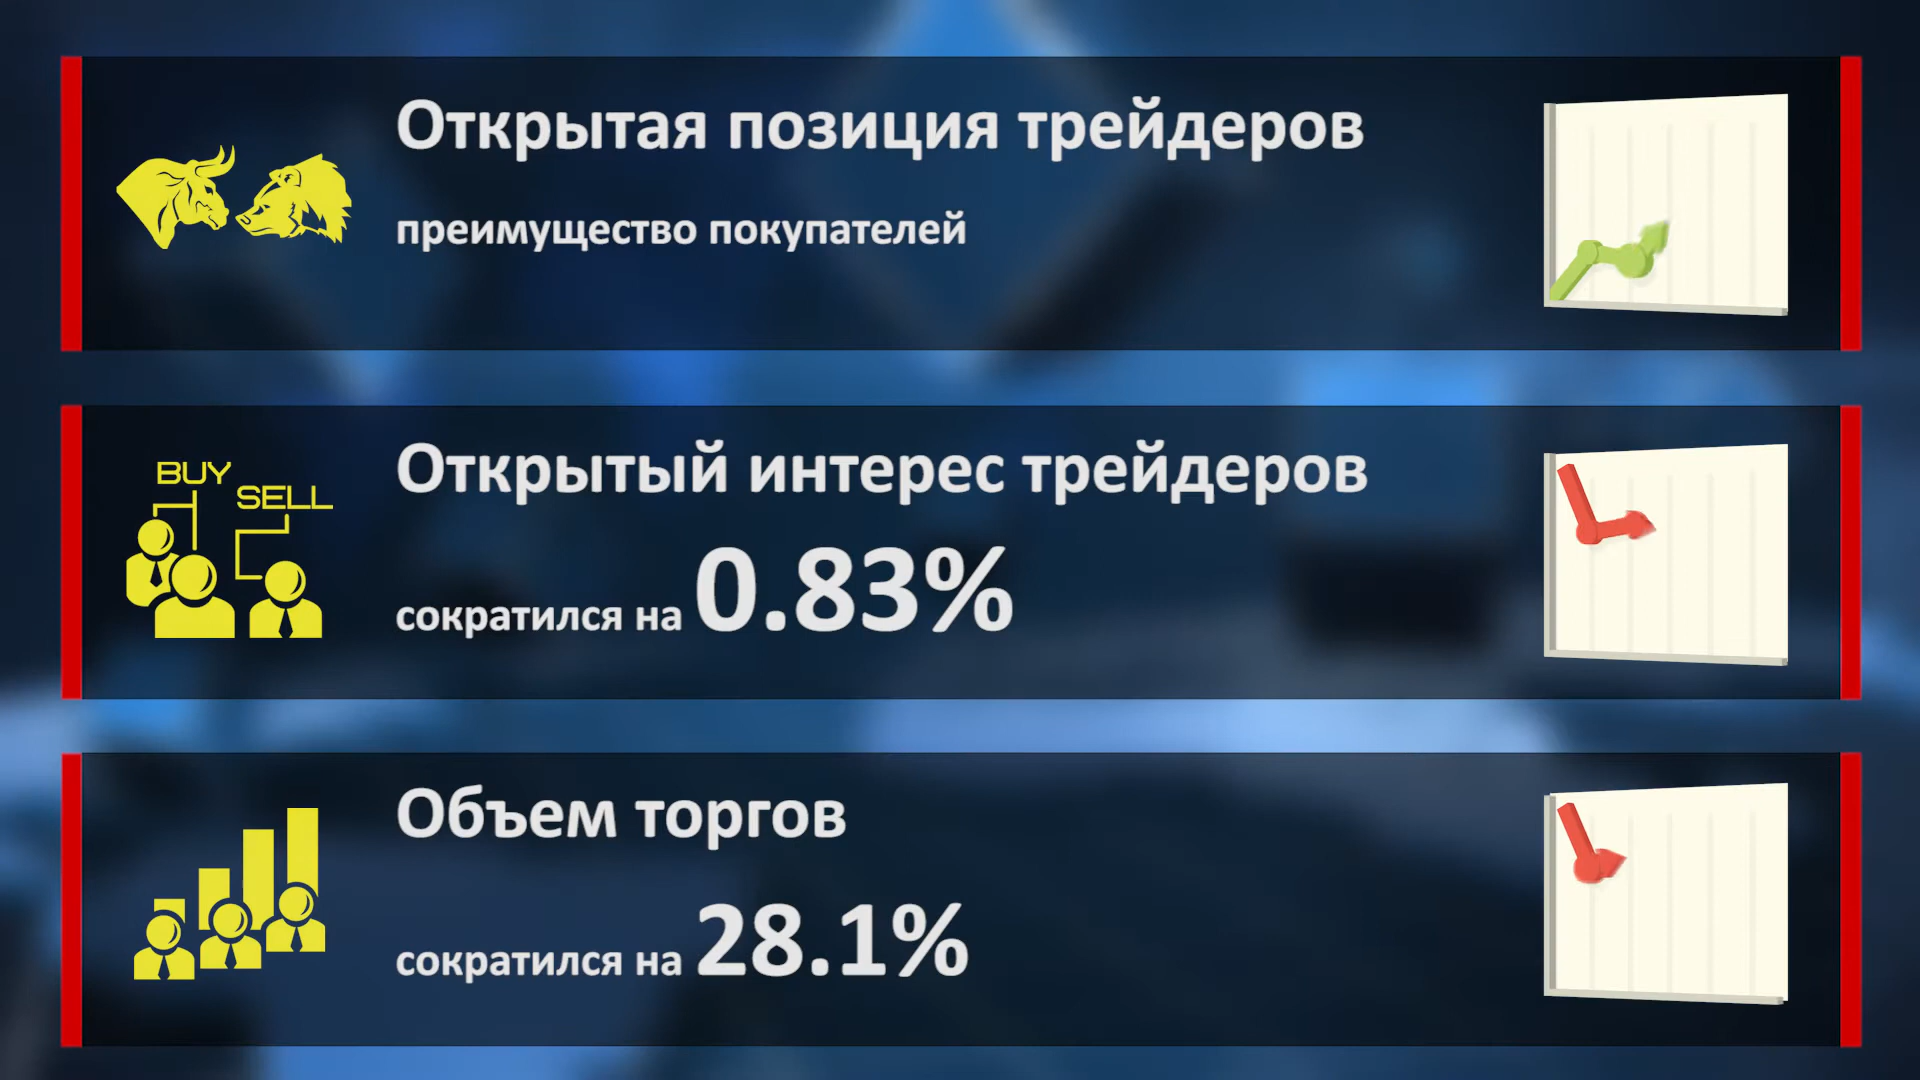 Открытая позиция трейдеров
преимущество покупателей
BUY
SELL
Открытый интерес трейдеров
сократился на 0.83%
Объем торгов
сократился на 28.1%